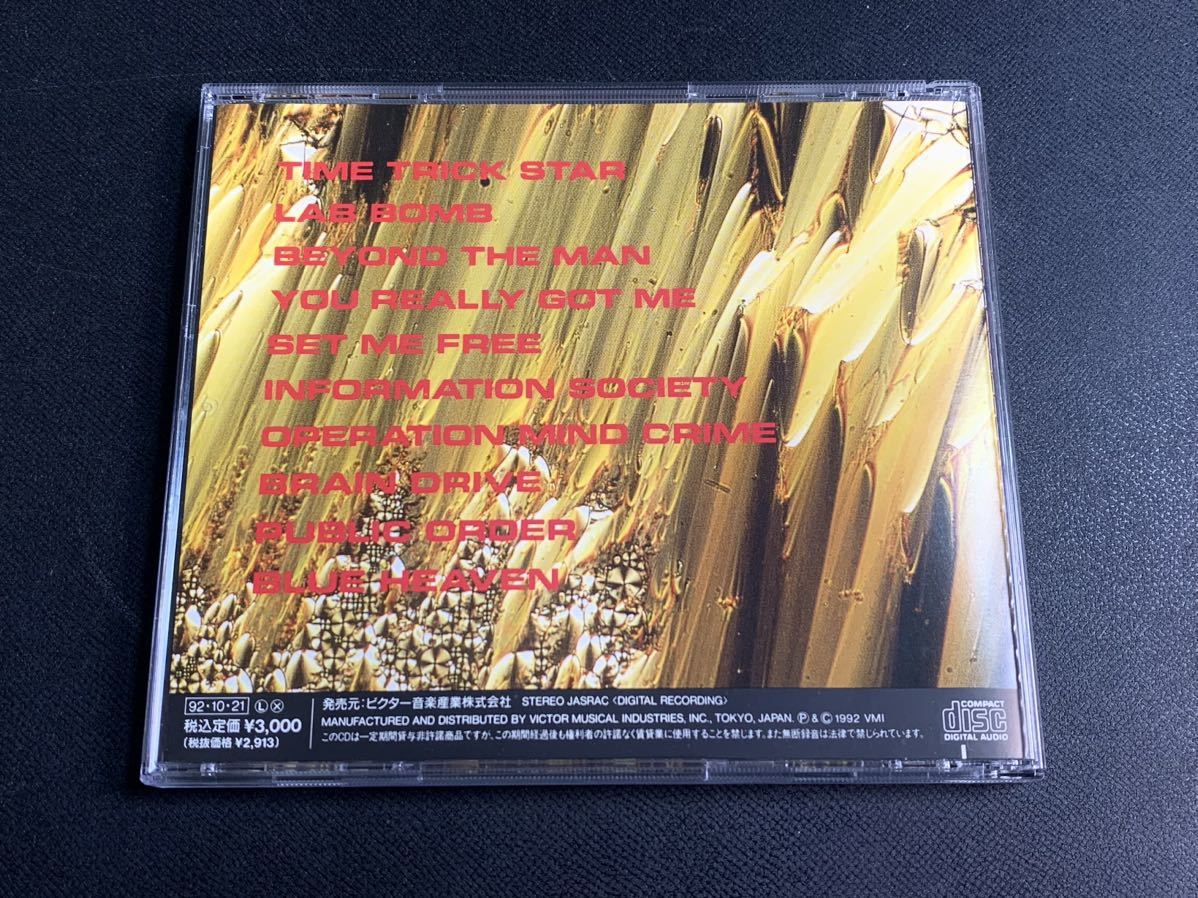 TIME TRICK STAR
LAB BOMB
BEYOND THE MAN
YOU REALLY GOT ME
SET ME FREE
INFORMATION SOCIETY
OPERATION MIND CRIME
BRAIN DRIVE
PUBLIC ORDER
BLUE HEAVEN
92・10・21 Ⓛ Ⓧ 発売元：ビクター音楽産業株式会社 STEREO JASRAC 〈DIGITAL RECORDING〉
税込定価 ¥3,000 MANUFACTURED AND DISTRIBUTED BY VICTOR MUSICAL INDUSTRIES, INC., TOKYO, JAPAN. Ⓟ & © 1992 VMI
(税抜価格 ¥2,913) このCDは一定期間貸与非許諾商品ですが、この期間経過後も権利者の許諾なく賃貸業に使用することを禁じます。また無断録音は法律で禁じられています。
COMPACT
disc
DIGITAL AUDIO